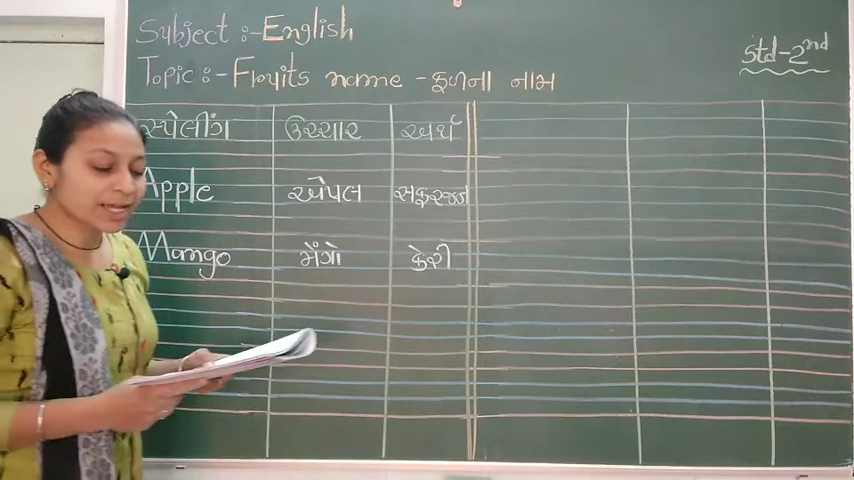 Subject :- English
Std - 2nd
Topic :- Fruits name - ફળના નામ
સ્પેલીંગ ઉચ્ચાર અર્થ
Apple એપલ સફરજન
Mango મેંગો કેરી